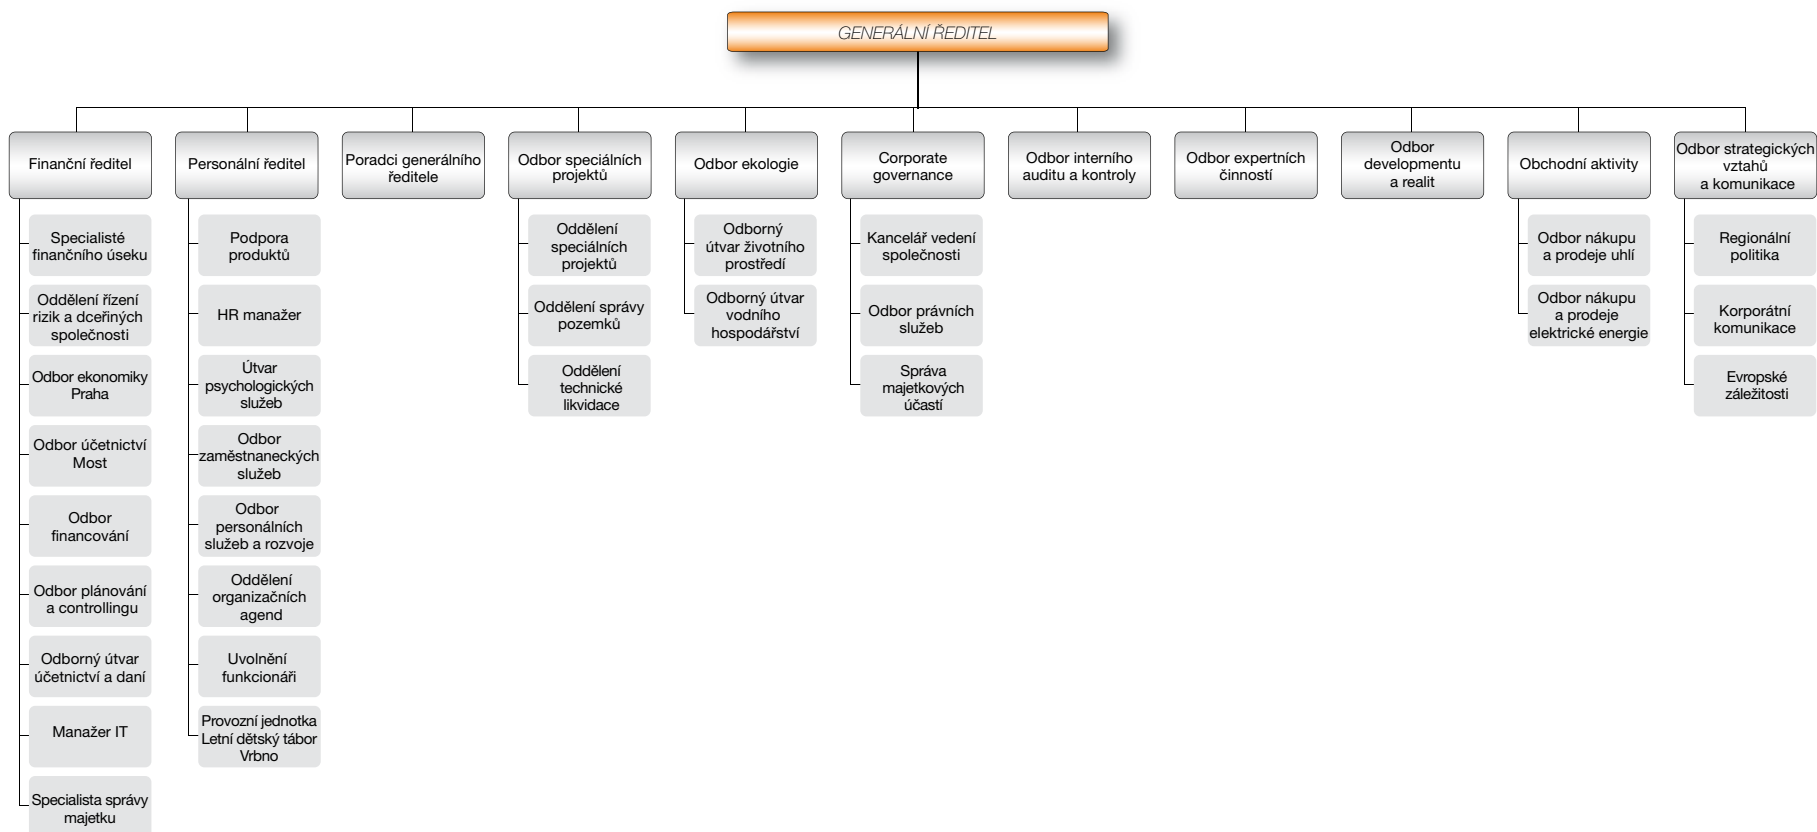 GENERÁLNÍ ŘEDITEL
Finanční ředitel
Personální ředitel
Poradci generálního
ředitele
Odbor speciálních
projektů
Odbor ekologie
Corporate
governance
Odbor interního
auditu a kontroly
Odbor expertních
činností
Odbor
developmentu
a realit
Obchodní aktivity
Odbor strategických
vztahů
a komunikace
Specialisté
finančního úseku
Oddělení řízení
rizik a dceřiných
společnosti
Odbor ekonomiky
Praha
Odbor účetnictví
Most
Odbor
financování
Odbor plánování
a controllingu
Odborný útvar
účetnictví a daní
Manažer IT
Specialista správy
majetku
Podpora
produktů
HR manažer
Útvar
psychologických
služeb
Odbor
zaměstnaneckých
služeb
Odbor
personálních
služeb a rozvoje
Oddělení
organizačních
agend
Uvolnění
funkcionáři
Provozní jednotka
Letní dětský tábor
Vrbno
Oddělení
speciálních
projektů
Oddělení správy
pozemků
Oddělení
technické
likvidace
Odborný
útvar životního
prostředí
Odborný útvar
vodního
hospodářství
Kancelář vedení
společnosti
Odbor právních
služeb
Správa
majetkových
účastí
Odbor nákupu
a prodeje uhlí
Odbor nákupu
a prodeje
elektrické energie
Regionální
politika
Korporátní
komunikace
Evropské
záležitosti